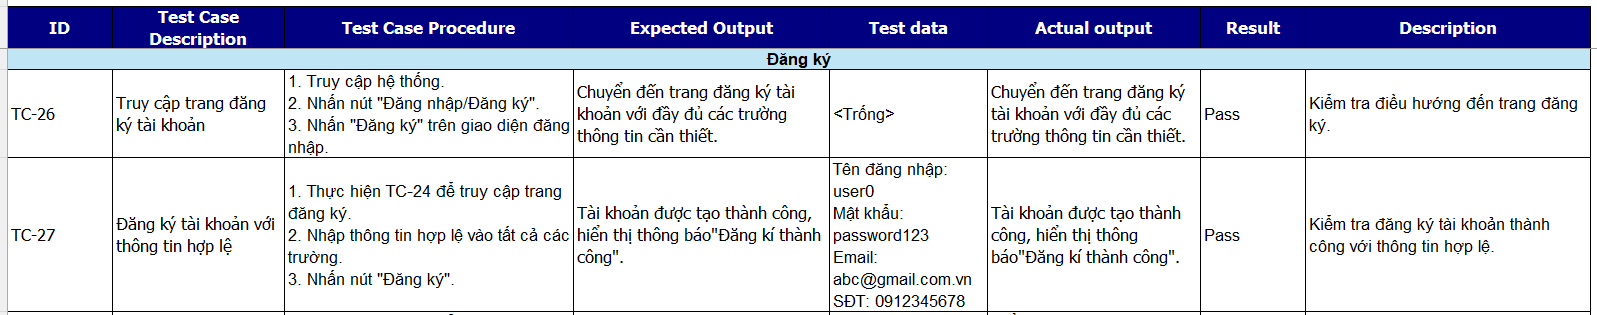 ID
Test Case
Description
Test Case Procedure
Expected Output
Test data
Actual output
Result
Description
Đăng ký
TC-26
Truy cập trang đăng
ký tài khoản
1. Truy cập hệ thống.
2. Nhấn nút "Đăng nhập/Đăng ký".
3. Nhấn "Đăng ký" trên giao diện đăng
nhập.
Chuyển đến trang đăng ký tài
khoản với đầy đủ các trường
thông tin cần thiết.
<Trống>
Chuyển đến trang đăng ký
tài khoản với đầy đủ các
trường thông tin cần thiết.
Pass
Kiểm tra điều hướng đến trang đăng
ký.
TC-27
Đăng ký tài khoản với
thông tin hợp lệ
1. Thực hiện TC-24 để truy cập trang
đăng ký.
2. Nhập thông tin hợp lệ vào tất cả các
trường.
3. Nhấn nút "Đăng ký".
Tài khoản được tạo thành công,
hiển thị thông báo"Đăng kí thành
công".
Tên đăng nhập:
user0
Mật khẩu:
password123
Email:
abc@gmail.com.vn
SĐT: 0912345678
Tài khoản được tạo thành
công, hiển thị thông
báo"Đăng kí thành công".
Pass
Kiểm tra đăng ký tài khoản thành
công với thông tin hợp lệ.